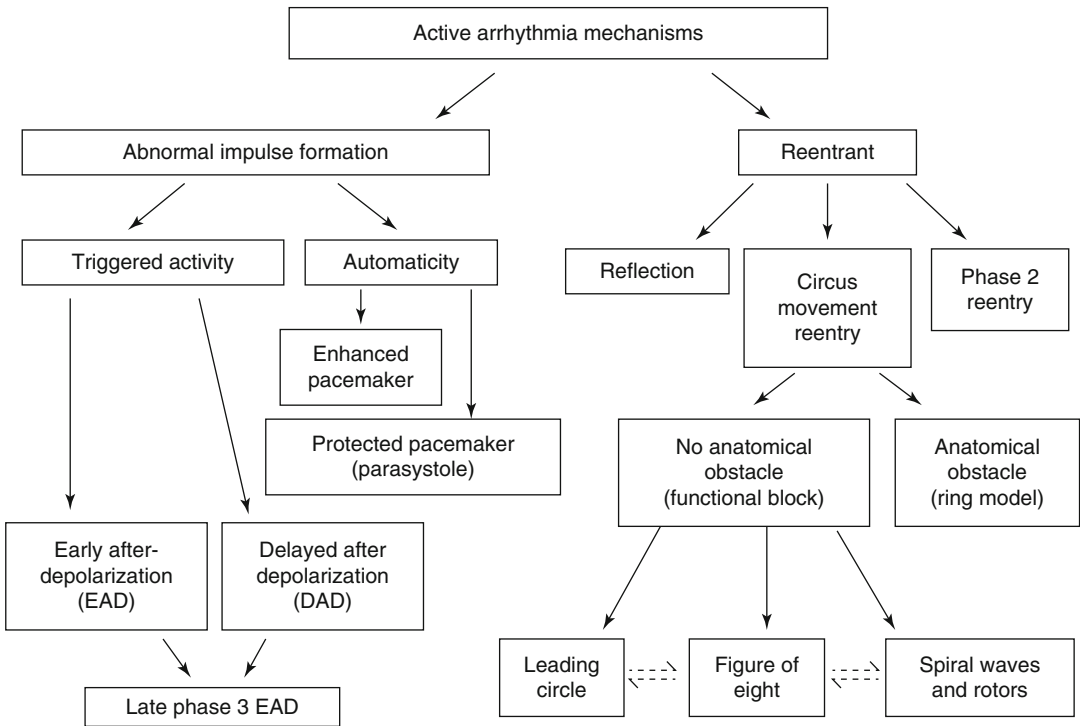 Active arrhythmia mechanisms
Abnormal impulse formation
Reentrant
Triggered activity
Automaticity
Reflection
Circus
movement
reentry
Phase 2
reentry
Enhanced
pacemaker
Protected pacemaker
(parasystole)
No anatomical
obstacle
(functional block)
Anatomical
obstacle
(ring model)
Early after-
depolarization
(EAD)
Delayed after
depolarization
(DAD)
Leading
circle
Figure of
eight
Spiral waves
and rotors
Late phase 3 EAD